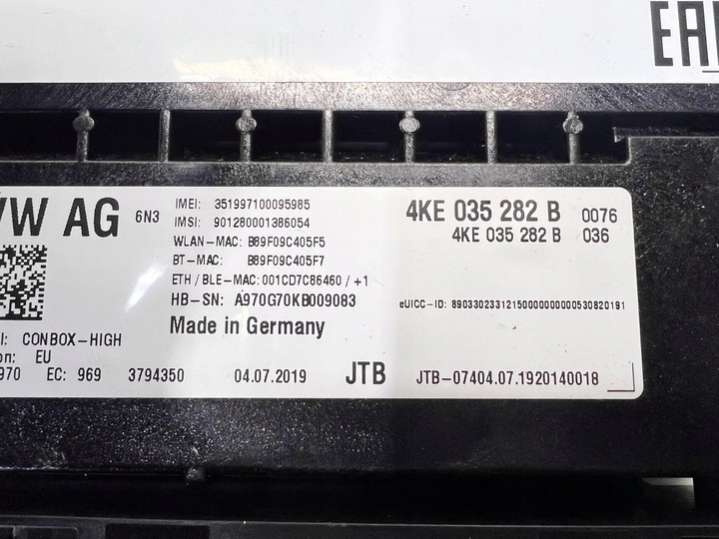 EAC
VW AG 6N3
IMEI: 351997100095985
IMSI: 901280001386054
WLAN-MAC: B89F09C405F5
BT-MAC: B89F09C405F7
ETH / BLE-MAC: 001CD7C86460 / +1
HB-SN: A970G70KB009083
Made in Germany
4KE 035 282 B 0076
4KE 035 282 B 036
eUICC-ID: 89033023312150000000000530820191
I: CONBOX-HIGH
on: EU
970 EC: 969 3794350 04.07.2019 JTB JTB-07404.07.1920140018